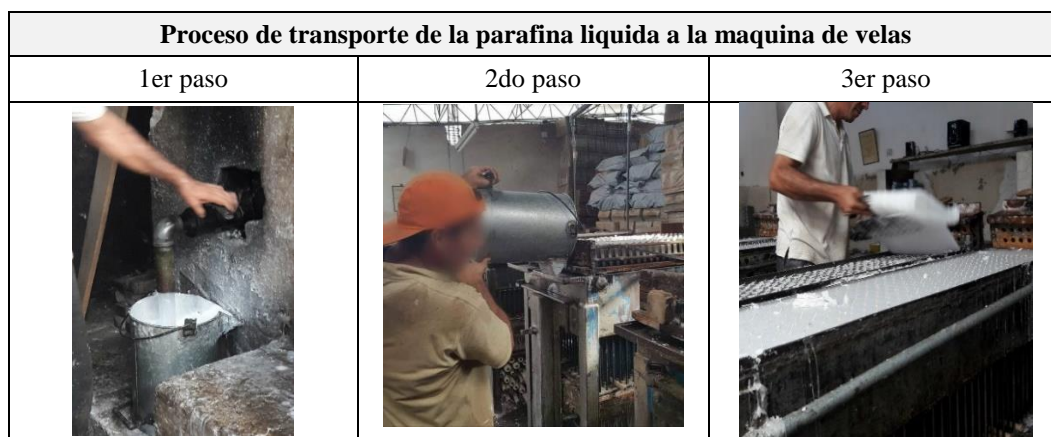 Proceso de transporte de la parafina liquida a la maquina de velas
1er paso
2do paso
3er paso